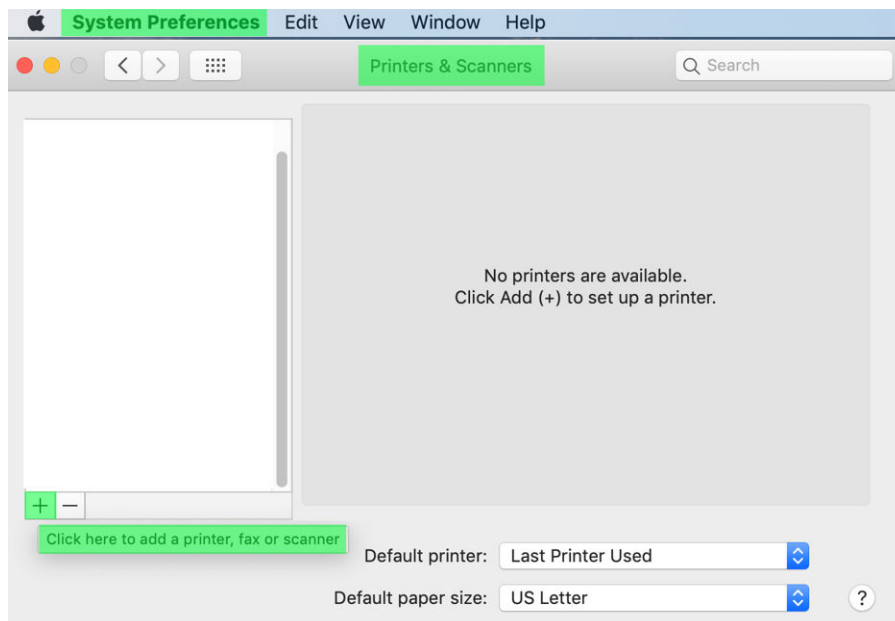 System Preferences Edit View Window Help
Printers & Scanners
Search
No printers are available.
Click Add (+) to set up a printer.
+ −
Click here to add a printer, fax or scanner
Default printer: Last Printer Used
Default paper size: US Letter
?